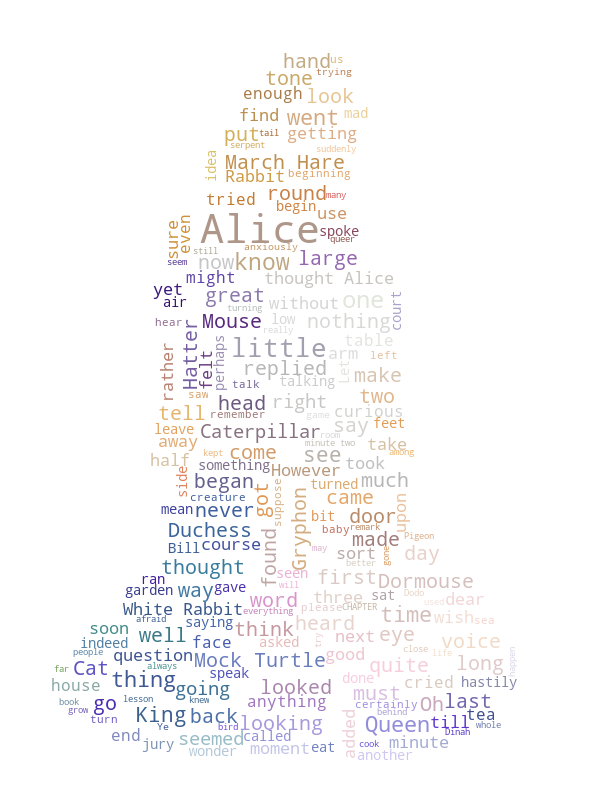 hand us
tone trying
enough look
find went mad
put tail getting
serpent suddenly
idea March Hare
Rabbit beginning
tried round many
begin use
sure even Alice spoke
queer
still anxiously
seem now know large
might thought Alice
yet great without one court
air turning
hear Mouse low nothing
really
Hatter perhaps little table
rather felt replied arm Let left
talk talking make
saw head right two
tell remember game curious
leave Caterpillar say feet
away come room take
half kept minute two among
something However see took
side began turned much
creature got suppose came upon
mean never Gryphon bit door
Duchess baby remark Pigeon
Bill course found made
may sort gone day
thought better
ran seen first Dormouse
garden way gave will sat Dodo
word three dear
White Rabbit everything please CHAPTER used
afraid saying heard time wish sea
soon well think try eye
indeed face asked next voice
people question close life
far Cat always Mock Turtle good quite long happen
speak done
house thing going looked cried hastily
book lesson knew anything must
grow go certainly Oh last
King back behind
turn Ye bird looking added Queen till tea whole
end called Dinah
jury seemed moment eat cook minute
wonder another